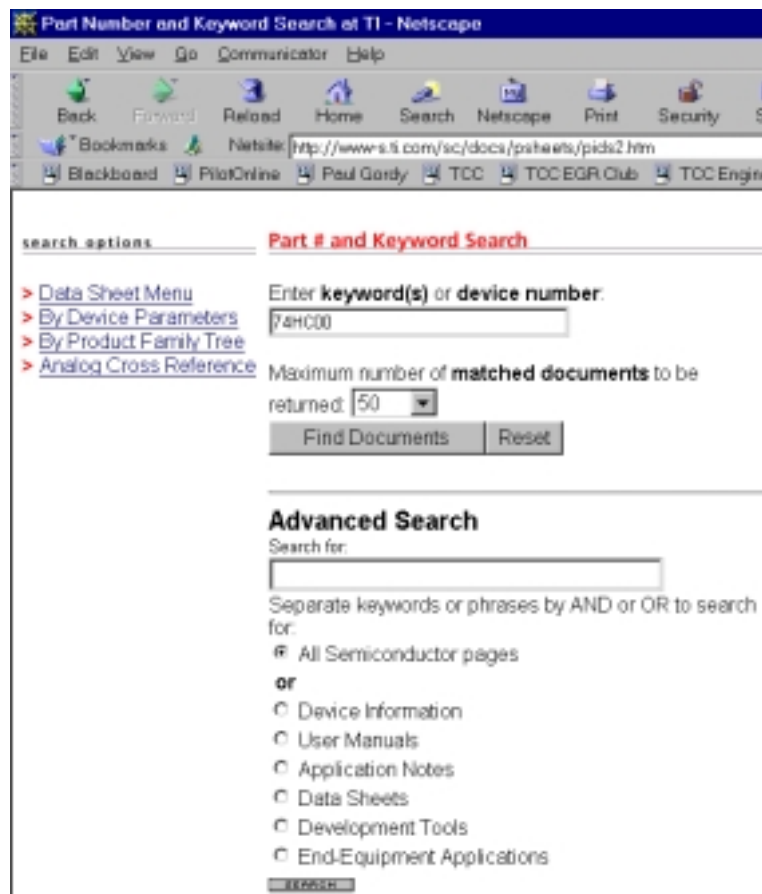 Part Number and Keyword Search at TI - Netscape
File Edit View Go Communicator Help
Back Forward Reload Home Search Netscape Print Security S
Bookmarks Netsite: http://www-s.ti.com/sc/docs/psheets/pids2.htm
Blackboard PilotOnline Paul Gordy TCC TCC EGR Club TCC Engin
search options
Part # and Keyword Search
> Data Sheet Menu
> By Device Parameters
> By Product Family Tree
> Analog Cross Reference
Enter keyword(s) or device number:
74HC00
Maximum number of matched documents to be
returned: 50
Find Documents Reset
Advanced Search
Search for:
Separate keywords or phrases by AND or OR to search
for:
All Semiconductor pages
or
Device Information
User Manuals
Application Notes
Data Sheets
Development Tools
End-Equipment Applications
SEARCH